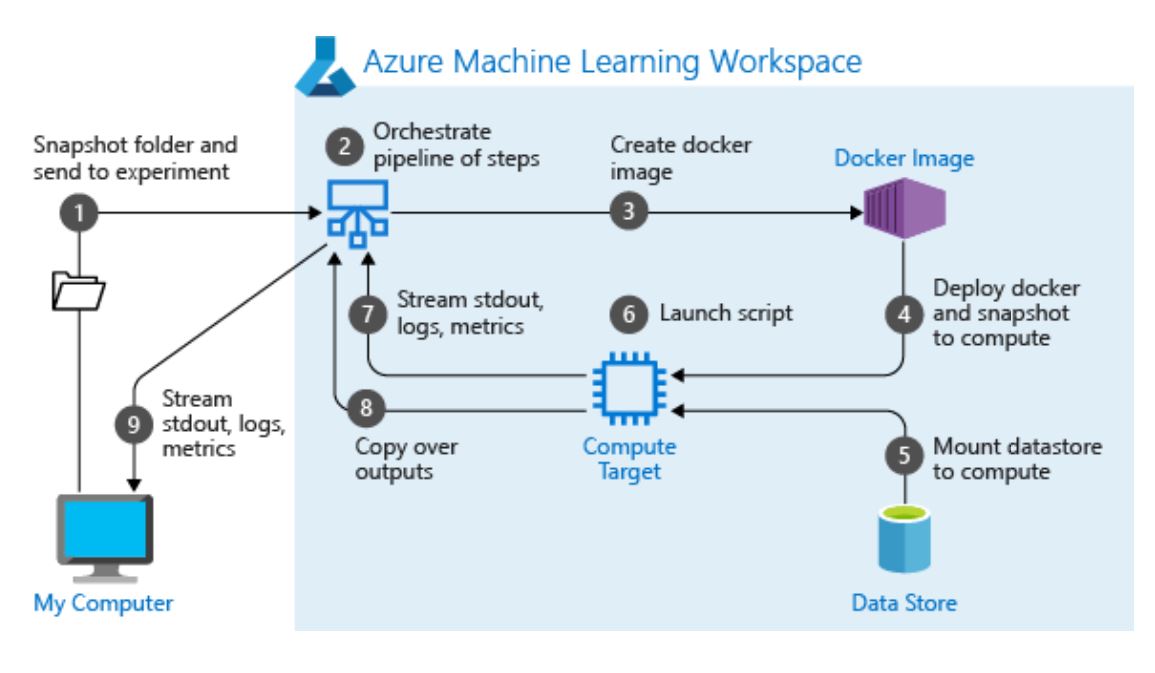 Azure Machine Learning Workspace
Snapshot folder and
send to experiment
1
2
Orchestrate
pipeline of steps
Create docker
image
3
Docker Image
4
Deploy docker
and snapshot
to compute
7
Stream stdout,
logs, metrics
6
Launch script
8
Copy over
outputs
Compute
Target
5
Mount datastore
to compute
9
Stream
stdout, logs,
metrics
My Computer
Data Store